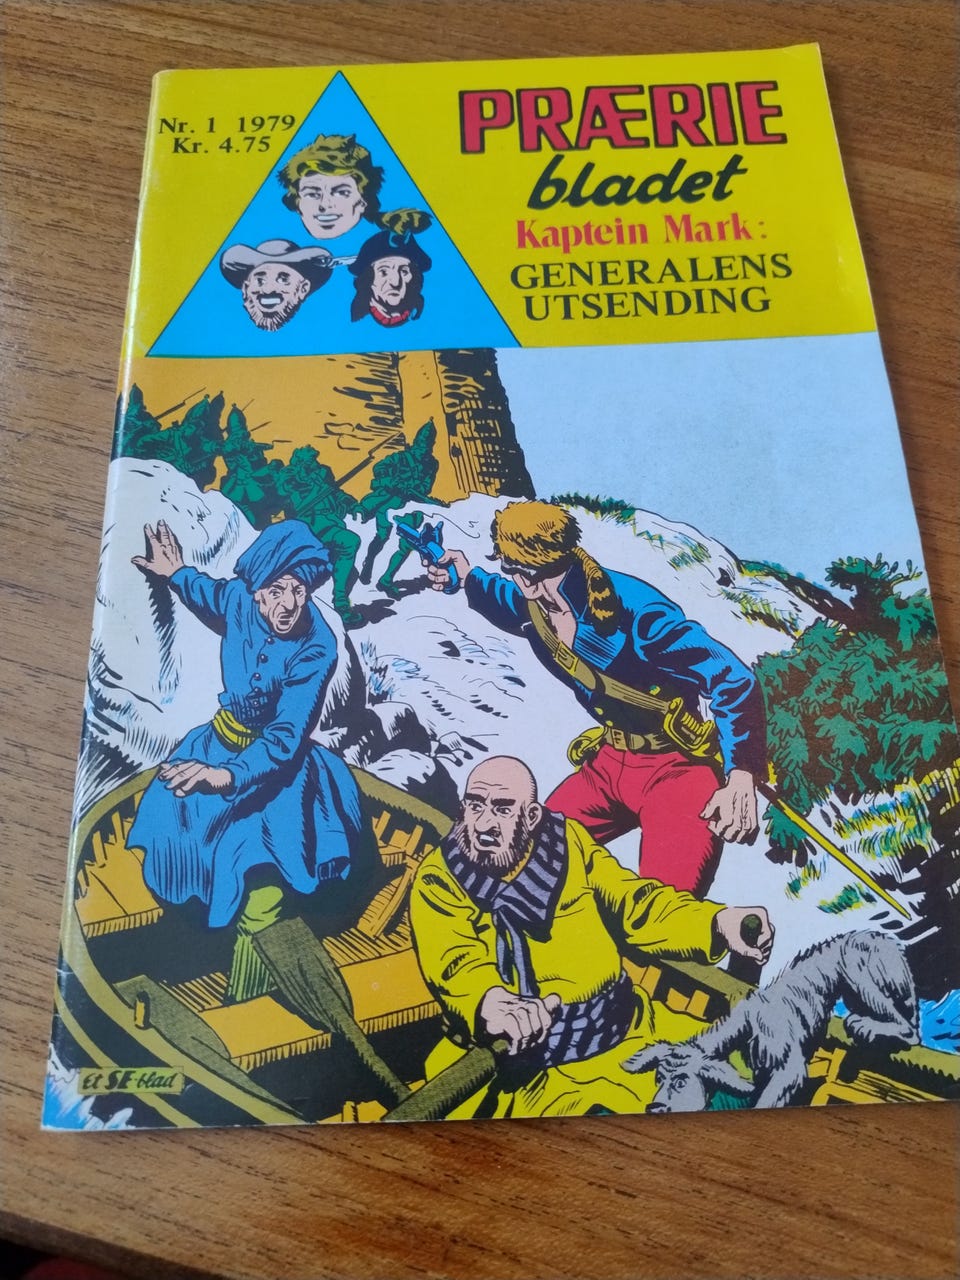 Nr. 1 1979
Kr. 4.75
PRÆRIE
bladet
Kaptein Mark:
GENERALENS
UTSENDING
et SE-blad